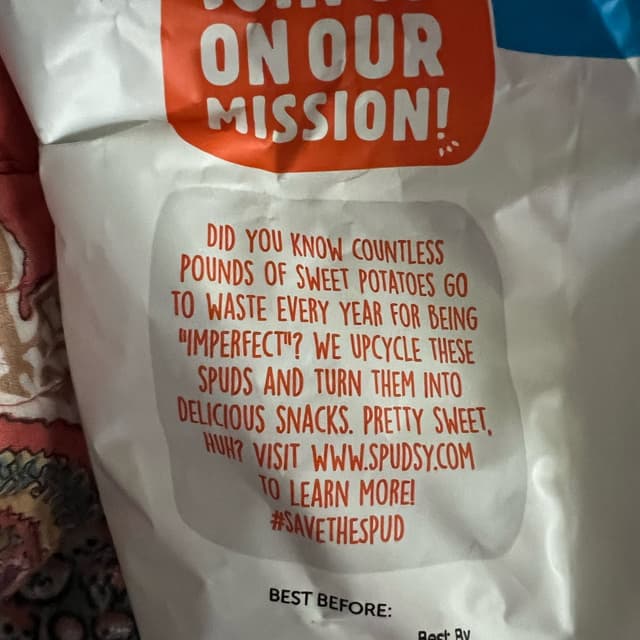 ON OUR
MISSION!
DID YOU KNOW COUNTLESS
POUNDS OF SWEET POTATOES GO
TO WASTE EVERY YEAR FOR BEING
"IMPERFECT"? WE UPCYCLE THESE
SPUDS AND TURN THEM INTO
DELICIOUS SNACKS. PRETTY SWEET,
HUH? VISIT WWW.SPUDSY.COM
TO LEARN MORE!
#SAVETHESPUD
BEST BEFORE:
Best By